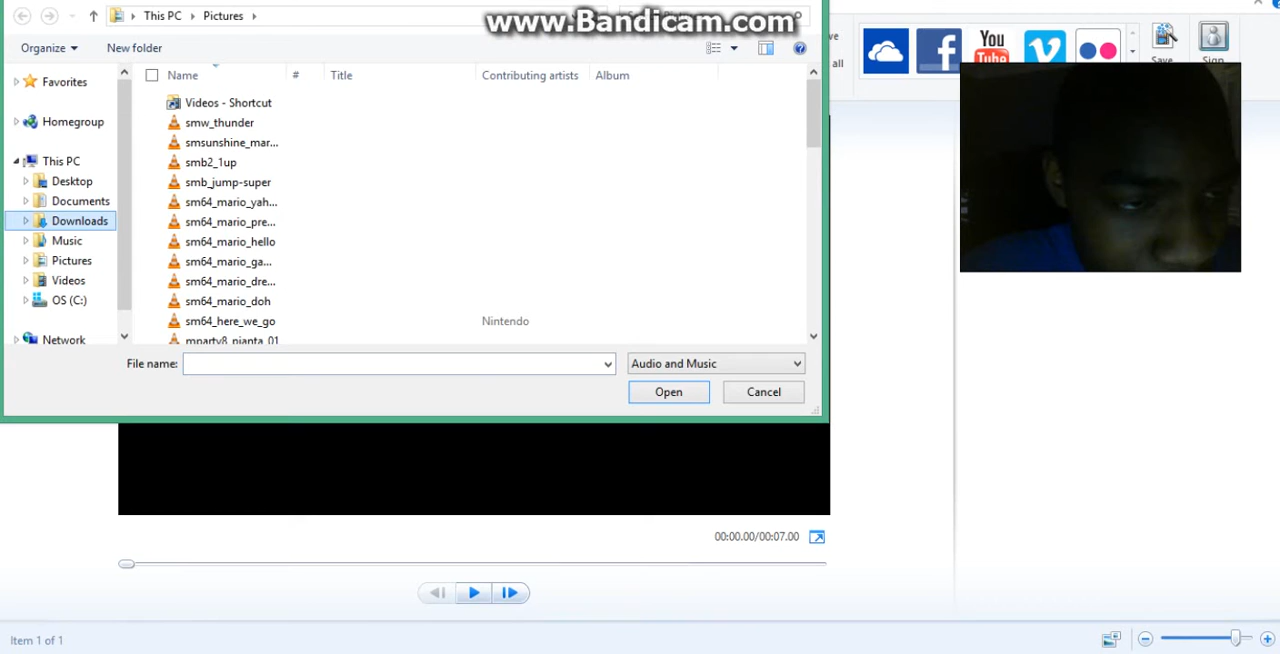 This PC
Pictures
www.Bandicam.com
Organize
New folder
ve
all
You
Tube
Save
Sign
Favorites
Homegroup
This PC
Desktop
Documents
Downloads
Music
Pictures
Videos
OS (C:)
Network
Name
#
Title
Contributing artists
Album
Videos - Shortcut
smw_thunder
smsunshine_mar...
smb2_1up
smb_jump-super
sm64_mario_yah...
sm64_mario_pre...
sm64_mario_hello
sm64_mario_ga...
sm64_mario_dre...
sm64_mario_doh
sm64_here_we_go
Nintendo
mparty8_pianta_01
File name:
Audio and Music
Open
Cancel
00:00.00/00:07.00
Item 1 of 1